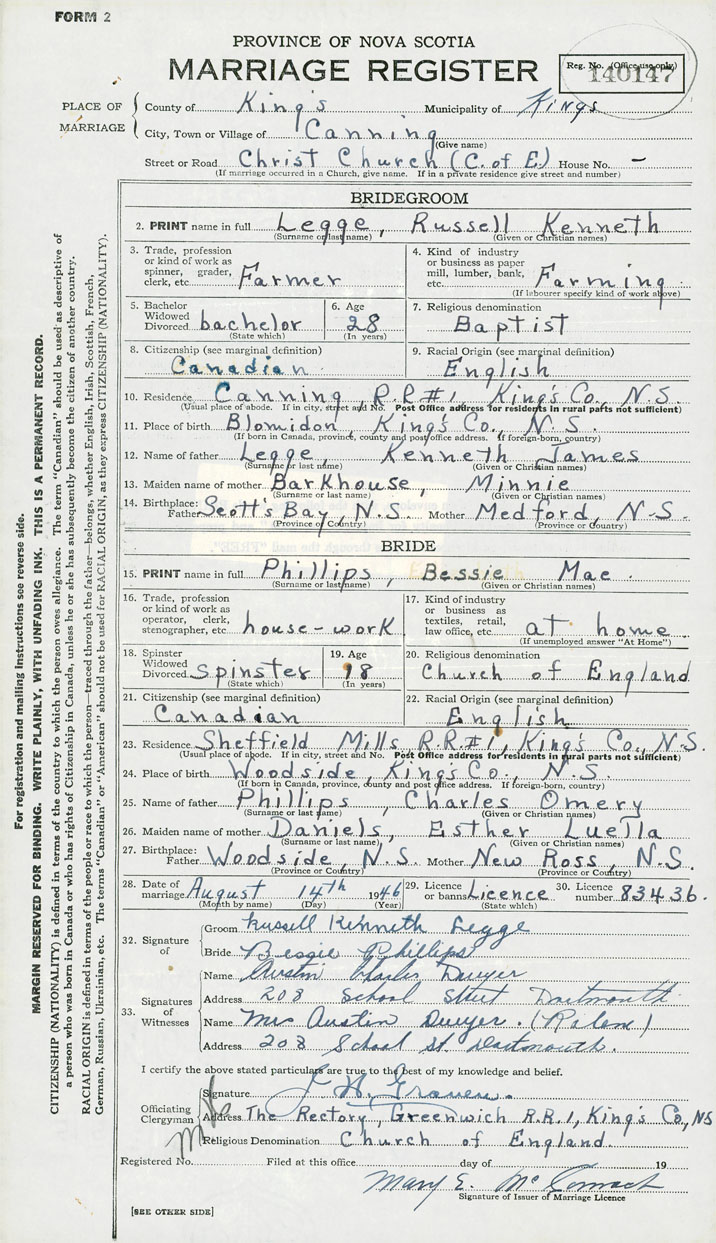 FORM 2
PROVINCE OF NOVA SCOTIA
MARRIAGE REGISTER
Reg. No. (Office use only)
140147
PLACE OF MARRIAGE
County of King's Municipality of Kings
City, Town or Village of Canning
(Give name)
Street or Road Christ Church (C. of E.) House No. -
(If marriage occurred in a Church, give name. If in a private residence give street and number)
BRIDEGROOM
2. PRINT name in full Legge, Russell Kenneth
(Surname or last name) (Given or Christian names)
3. Trade, profession or kind of work as spinner, grader, clerk, etc. Farmer
4. Kind of industry or business as paper mill, lumber, bank, etc. Farming
(If labourer specify kind of work above)
5. Bachelor Widowed Divorced bachelor
(State which)
6. Age 28
(In years)
7. Religious denomination
Baptist
8. Citizenship (see marginal definition)
Canadian
9. Racial Origin (see marginal definition)
English
10. Residence Canning, R.R#1 King's Co., N.S.
(Usual place of abode. If in city, street and No. Post Office address for residents in rural parts not sufficient)
11. Place of birth Blomidon, King's Co., N.S.
(If born in Canada, province, county and post office address. If foreign-born, country)
12. Name of father Legge, Kenneth James
(Surname or last name) (Given or Christian names)
13. Maiden name of mother Barkhouse, Minnie
(Surname or last name) (Given or Christian names)
14. Birthplace: Father Scott's Bay, N.S. Mother Medford, N.S.
(Province or Country) (Province or Country)
BRIDE
15. PRINT name in full Phillips, Bessie Mae
(Surname or last name) (Given or Christian names)
16. Trade, profession or kind of work as operator, clerk, stenographer, etc. house-work
17. Kind of industry or business as textiles, retail, law office, etc. at home
(If unemployed answer "At Home")
18. Spinster Widowed Divorced Spinster
(State which)
19. Age 18
(In years)
20. Religious denomination
Church of England
21. Citizenship (see marginal definition)
Canadian
22. Racial Origin (see marginal definition)
English
23. Residence Sheffield Mills R.R#1, King's Co., N.S.
(Usual place of abode. If in city, street and No. Post Office address for residents in rural parts not sufficient)
24. Place of birth Woodside, King's Co., N.S.
(If born in Canada, province, county and post office address. If foreign-born, country)
25. Name of father Phillips, Charles Omery
(Surname or last name) (Given or Christian names)
26. Maiden name of mother Daniels, Esther Luella
(Surname or last name) (Given or Christian names)
27. Birthplace: Father Woodside, N.S. Mother New Ross, N.S.
(Province or Country) (Province or Country)
28. Date of marriage August 14th 1946
(Month by name) (Day) (Year)
29. Licence or banns Licence
(State which)
30. Licence number 83436.
32. Signature of
Groom Russell Kenneth Legge
Bride Bessie Phillips
33. Signatures of Witnesses
Name Austin Charles Dwyer
Address 208 School Street Dartmouth.
Name Mrs Austin Dwyer.
Address 208 School St. Dartmouth.
I certify the above stated particulars are true to the best of my knowledge and belief.
Officiating Clergyman
Signature
Address The Rectory, Greenwich R.R.1, King's Co., NS
Religious Denomination Church of England.
Registered No. Filed at this office day of 19
Mary E. McCormack
Signature of Issuer of Marriage Licence
[SEE OTHER SIDE]
For registration and mailing instructions see reverse side.
MARGIN RESERVED FOR BINDING. WRITE PLAINLY, WITH UNFADING INK. THIS IS A PERMANENT RECORD.
CITIZENSHIP (NATIONALITY) is defined in terms of the country to which the person owes allegiance. The term "Canadian" should be used as descriptive of
a person who was born in Canada or who has rights of Citizenship in Canada, unless he or she has subsequently become the citizen of another country.
RACIAL ORIGIN is defined in terms of the people or race to which the person—traced through the father—belongs, whether English, Irish, Scottish, French,
German, Russian, Ukrainian, etc. The terms "Canadian" or "American" should not be used for RACIAL ORIGIN, as they express CITIZENSHIP (NATIONALITY).